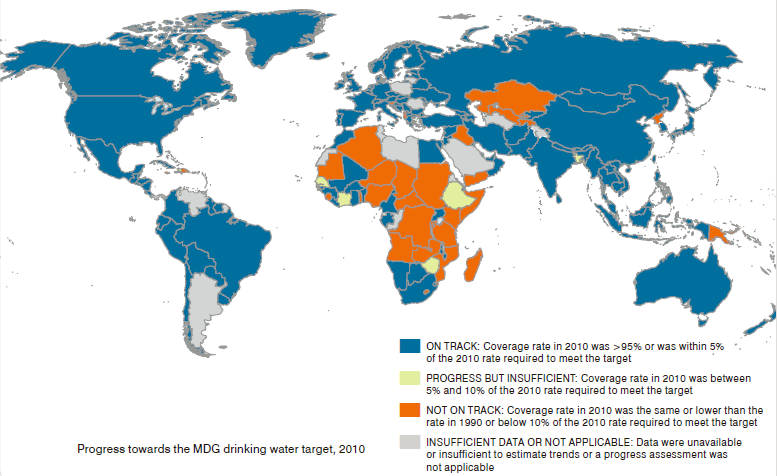 ON TRACK: Coverage rate in 2010 was >95% or was within 5%
of the 2010 rate required to meet the target
PROGRESS BUT INSUFFICIENT: Coverage rate in 2010 was between
5% and 10% of the 2010 rate required to meet the target
NOT ON TRACK: Coverage rate in 2010 was the same or lower than the
rate in 1990 or below 10% of the 2010 rate required to meet the target
INSUFFICIENT DATA OR NOT APPLICABLE: Data were unavailable
or insufficient to estimate trends or a progress assessment was
not applicable
Progress towards the MDG drinking water target, 2010